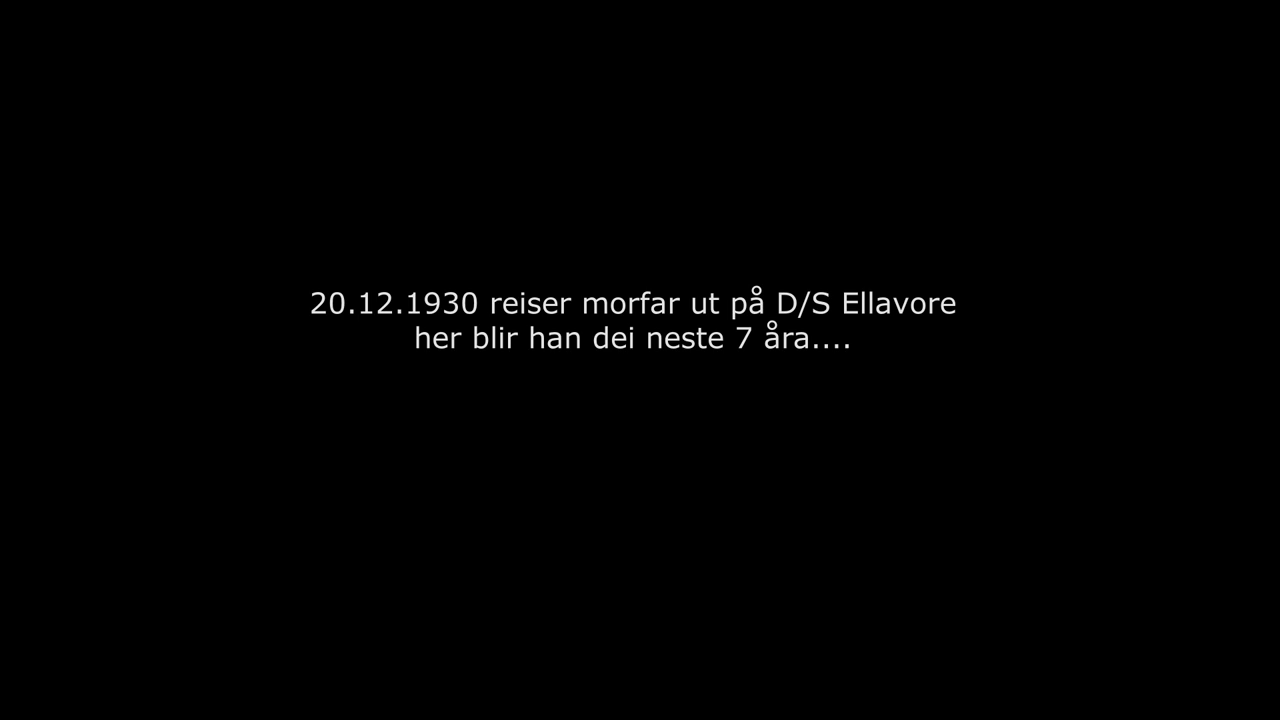 20.12.1930 reiser morfar ut på D/S Ellavore
her blir han dei neste 7 åra....